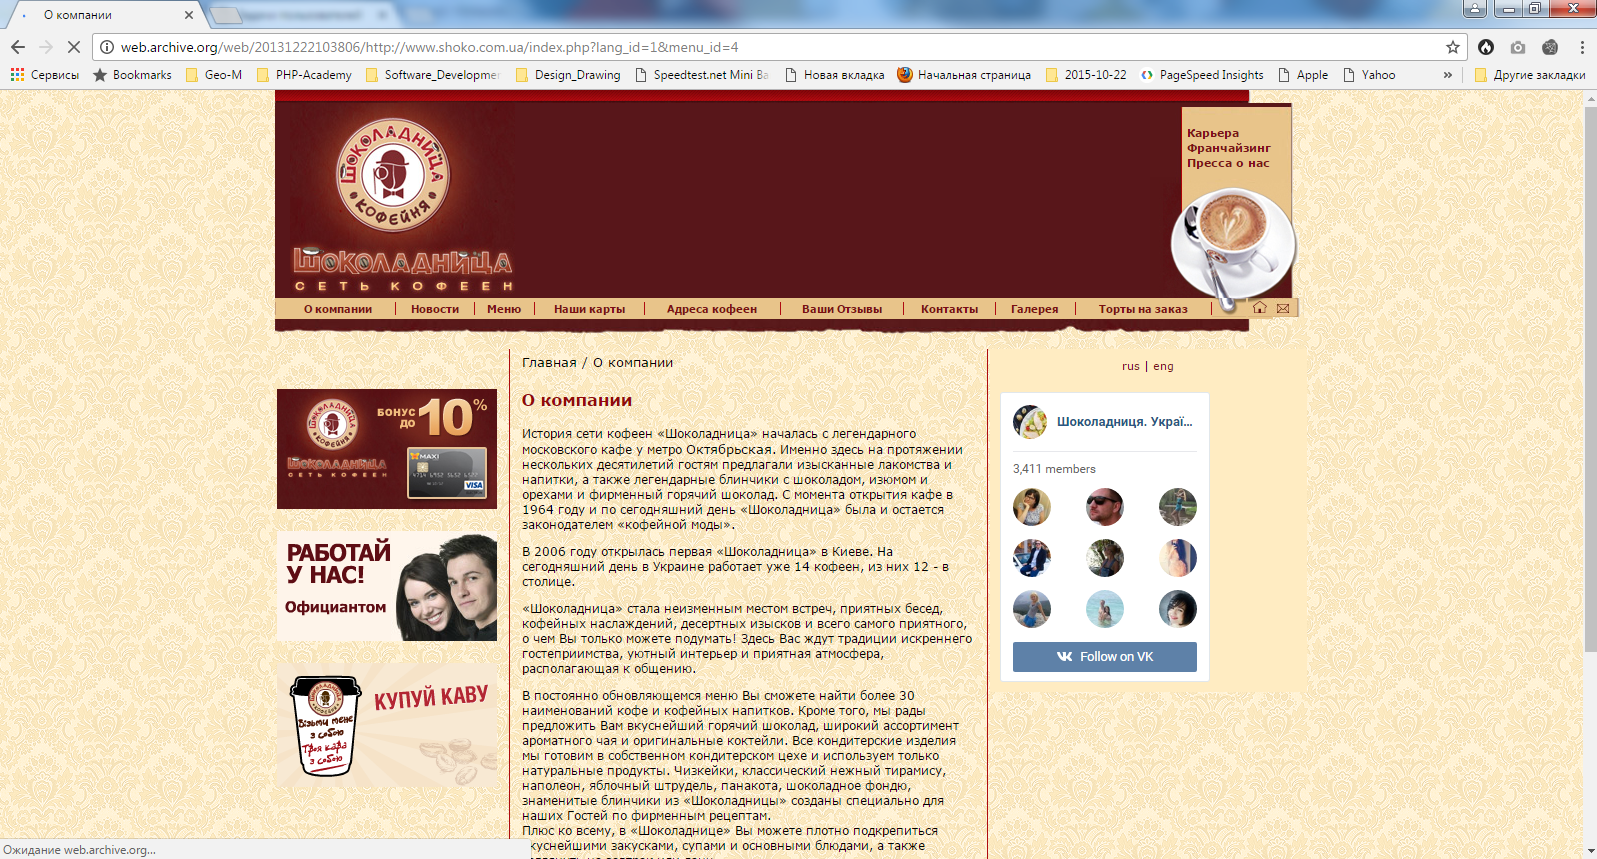 О компании
web.archive.org/web/20131222103806/http://www.shoko.com.ua/index.php?lang_id=1&menu_id=4
Сервисы
Bookmarks
Geo-M
PHP-Academy
Software_Developmen
Design_Drawing
Speedtest.net Mini Ba
Новая вкладка
Начальная страница
2015-10-22
PageSpeed Insights
Apple
Yahoo
»
Другие закладки
ШОКОЛАДНИЦА
КОФЕЙНЯ
ШОКОЛАДНИЦА
СЕТЬ КОФЕЕН
Карьера
Франчайзинг
Пресса о нас
О компании
Новости
Меню
Наши карты
Адреса кофеен
Ваши Отзывы
Контакты
Галерея
Торты на заказ
ШОКОЛАДНИЦА
КОФЕЙНЯ
ШОКОЛАДНИЦА
СЕТЬ КОФЕЕН
БОНУС
ДО
10%
MAXI
VISA
РАБОТАЙ
У НАС!
Официантом
Візьми мене
з собою
Твоя кава
з собою
КУПУЙ КАВУ
Главная / О компании
О компании
История сети кофеен «Шоколадница» началась с легендарного
московского кафе у метро Октябрьская. Именно здесь на протяжении
нескольких десятилетий гостям предлагали изысканные лакомства и
напитки, а также легендарные блинчики с шоколадом, изюмом и
орехами и фирменный горячий шоколад. С момента открытия кафе в
1964 году и по сегодняшний день «Шоколадница» была и остается
законодателем «кофейной моды».
В 2006 году открылась первая «Шоколадница» в Киеве. На
сегодняшний день в Украине работает уже 14 кофеен, из них 12 - в
столице.
«Шоколадница» стала неизменным местом встреч, приятных бесед,
кофейных наслаждений, десертных изысков и всего самого приятного,
о чем Вы только можете подумать! Здесь Вас ждут традиции искреннего
гостеприимства, уютный интерьер и приятная атмосфера,
располагающая к общению.
В постоянно обновляющемся меню Вы сможете найти более 30
наименований кофе и кофейных напитков. Кроме того, мы рады
предложить Вам вкуснейший горячий шоколад, широкий ассортимент
ароматного чая и оригинальные коктейли. Все кондитерские изделия
мы готовим в собственном кондитерском цехе и используем только
натуральные продукты. Чизкейки, классический нежный тирамису,
наполеон, яблочный штрудель, панакота, шоколадное фондю,
знаменитые блинчики из «Шоколадницы» созданы специально для
наших Гостей по фирменным рецептам.
Плюс ко всему, в «Шоколаднице» Вы можете плотно подкрепиться
вкуснейшими закусками, супами и основными блюдами, а также
rus | eng
Шоколадниця. Украї...
3,411 members
Follow on VK
Ожидание web.archive.org...